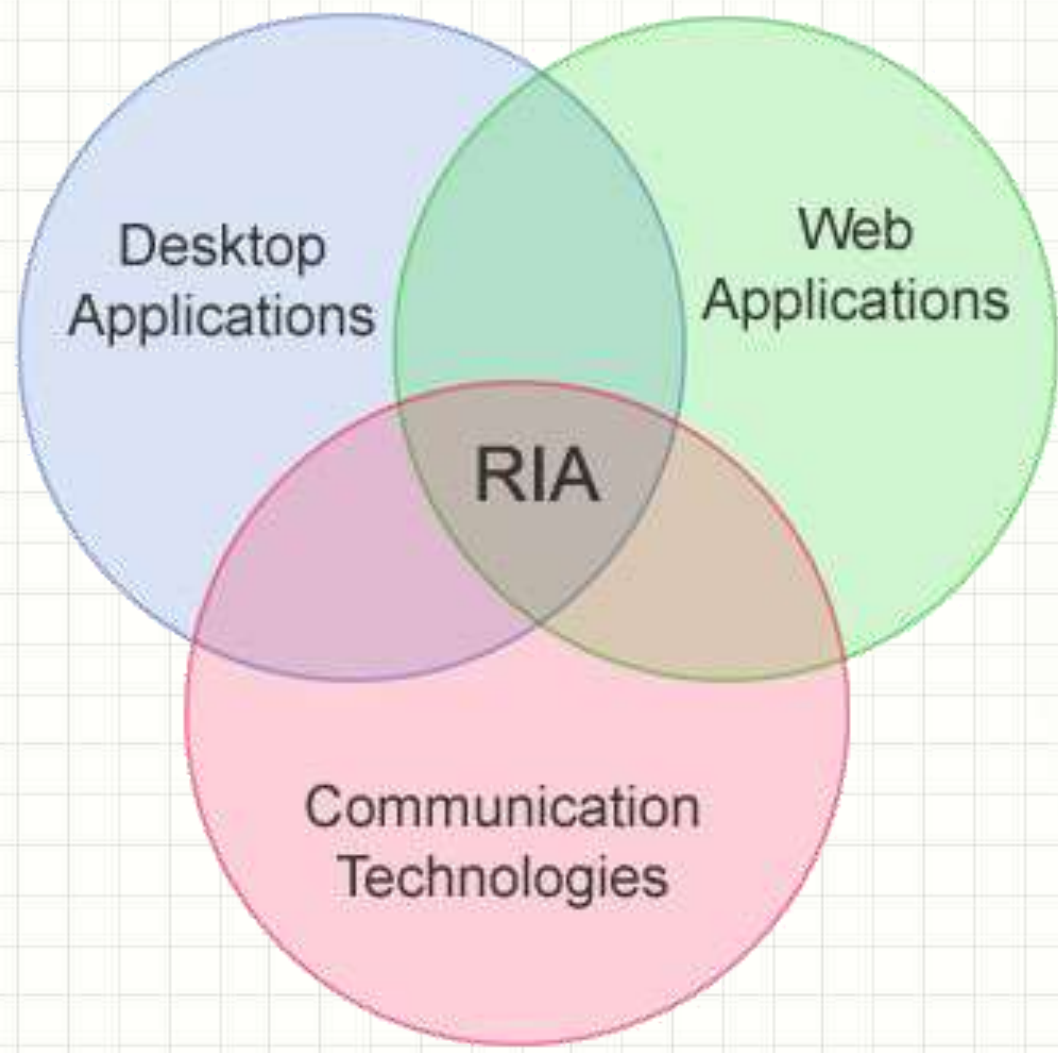 Desktop
Applications
Web
Applications
RIA
Communication
Technologies